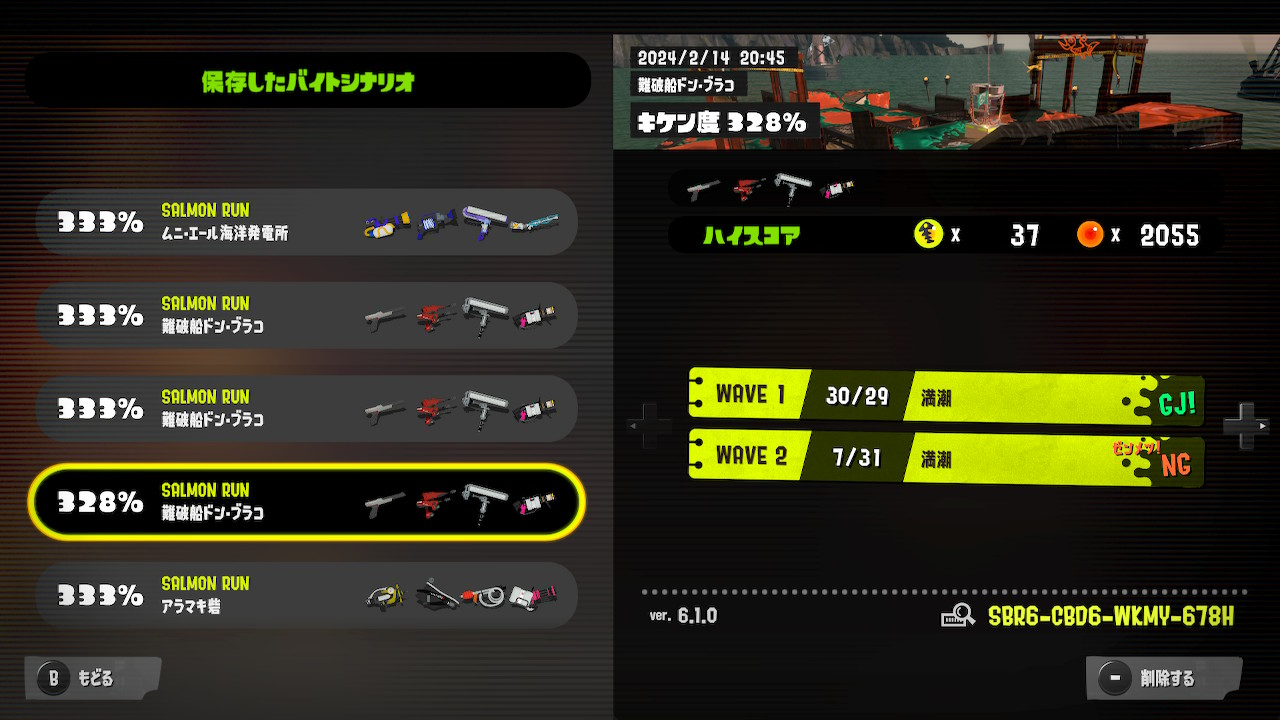 保存したバイトシナリオ
333%
SALMON RUN
ムニ・エール海洋発電所
333%
SALMON RUN
難破船ドン・ブラコ
333%
SALMON RUN
難破船ドン・ブラコ
328%
SALMON RUN
難破船ドン・ブラコ
333%
SALMON RUN
アラマキ砦
B もどる
2024/2/14 20:45
難破船ドン・ブラコ
キケン度 328%
ハイスコア x 37 x 2055
WAVE 1 30/29 満潮 GJ!
WAVE 2 7/31 満潮 ゼンメツ! NG
ver. 6.1.0
SBR6-CBD6-WKMY-678H
- 削除する